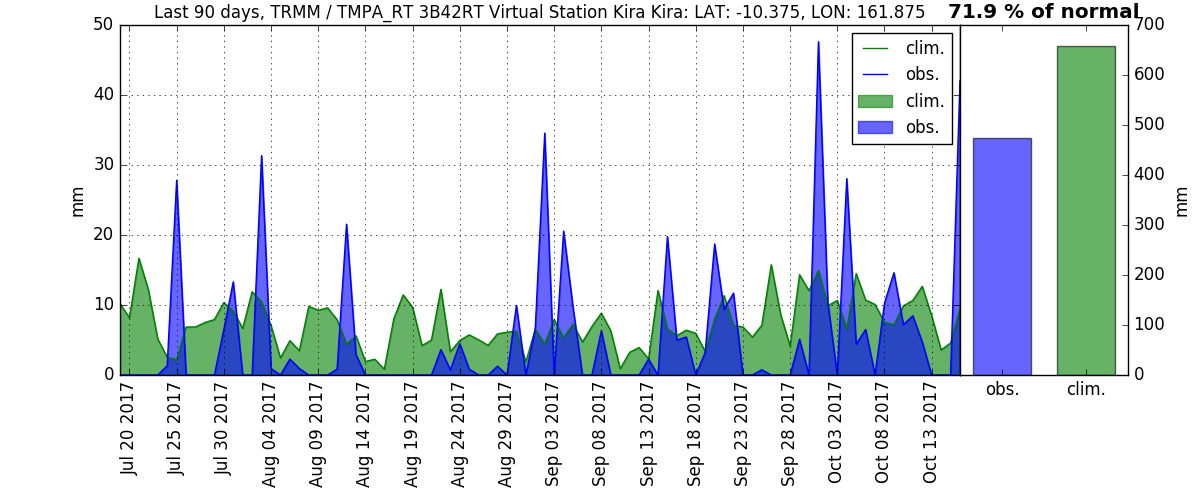 Last 90 days, TRMM / TMPA_RT 3B42RT Virtual Station Kira Kira: LAT: -10.375, LON: 161.875
71.9 % of normal
50
40
30
20
10
0
mm
clim.
obs.
clim.
obs.
700
600
500
400
300
200
100
0
mm
obs.
clim.
Jul 20 2017
Jul 25 2017
Jul 30 2017
Aug 04 2017
Aug 09 2017
Aug 14 2017
Aug 19 2017
Aug 24 2017
Aug 29 2017
Sep 03 2017
Sep 08 2017
Sep 13 2017
Sep 18 2017
Sep 23 2017
Sep 28 2017
Oct 03 2017
Oct 08 2017
Oct 13 2017